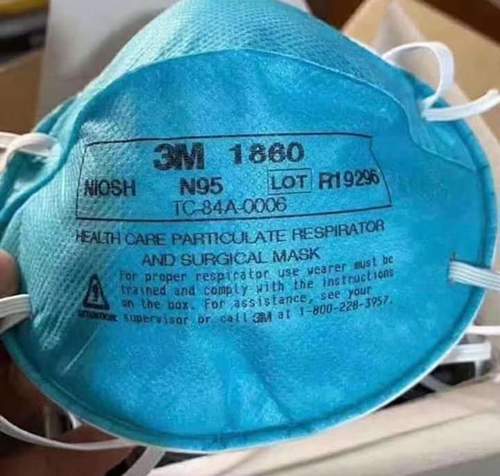 3M 1860
NIOSH N95 LOT R19296
TC-84A-0006
HEALTH CARE PARTICULATE RESPIRATOR
AND SURGICAL MASK
For proper respirator use wearer must be
trained and comply with the instructions
on the box. For assistance, see your
ATTENTION: supervisor or call 3M at 1-800-228-3957.